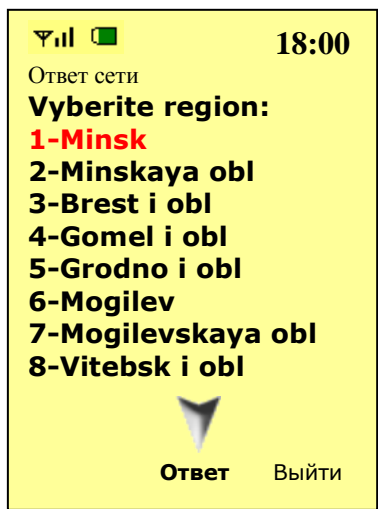 18:00
Ответ сети
Vyberite region:
1-Minsk
2-Minskaya obl
3-Brest i obl
4-Gomel i obl
5-Grodno i obl
6-Mogilev
7-Mogilevskaya obl
8-Vitebsk i obl
Ответ Выйти